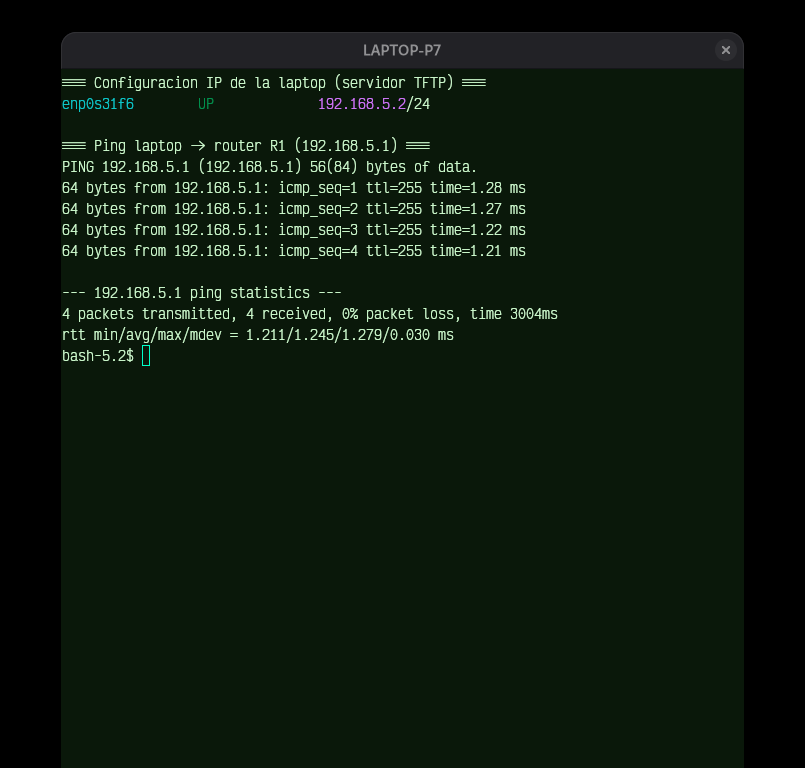 LAPTOP-P7
=== Configuracion IP de la laptop (servidor TFTP) ===
enp0s31f6        UP             192.168.5.2/24
=== Ping laptop -> router R1 (192.168.5.1) ===
PING 192.168.5.1 (192.168.5.1) 56(84) bytes of data.
64 bytes from 192.168.5.1: icmp_seq=1 ttl=255 time=1.28 ms
64 bytes from 192.168.5.1: icmp_seq=2 ttl=255 time=1.27 ms
64 bytes from 192.168.5.1: icmp_seq=3 ttl=255 time=1.22 ms
64 bytes from 192.168.5.1: icmp_seq=4 ttl=255 time=1.21 ms
--- 192.168.5.1 ping statistics ---
4 packets transmitted, 4 received, 0% packet loss, time 3004ms
rtt min/avg/max/mdev = 1.211/1.245/1.279/0.030 ms
bash-5.2$